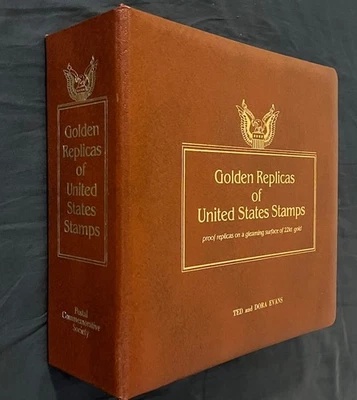 Golden
Replicas
of
United
States
Stamps
Postal
Commemorative
Society
Golden Replicas
of
United States Stamps
proof replicas on a gleaming surface of 22kt. gold
TED and DORA EVANS